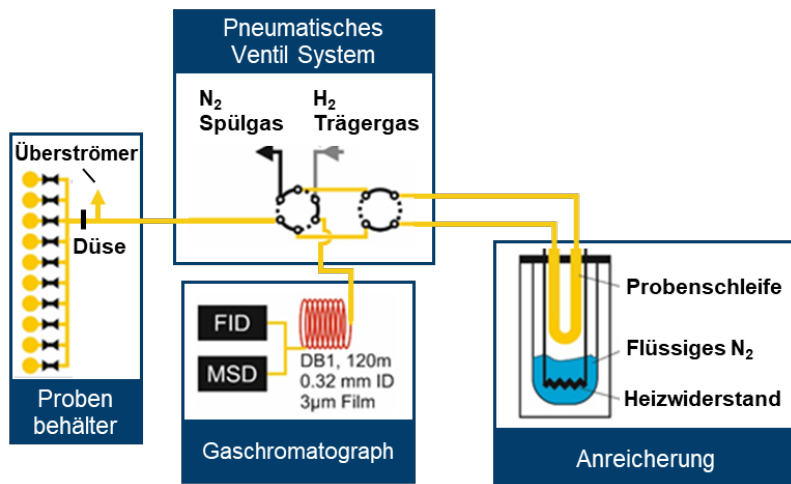 Pneumatisches
Ventil System
N₂
Spülgas
H₂
Trägergas
Überströmer
Düse
Proben
behälter
FID
MSD
DB1, 120m
0.32 mm ID
3µm Film
Gaschromatograph
Probenschleife
Flüssiges N₂
Heizwiderstand
Anreicherung